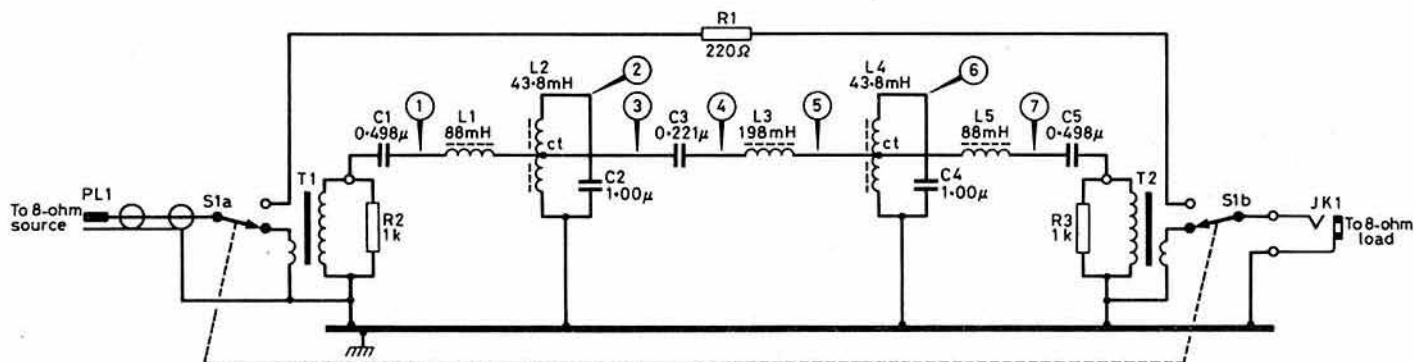 R1
220Ω
L2
43·8mH
2
L4
43·8mH
6
1
3
4
5
7
C1
0·498μ
L1
88mH
C3
0·221μ
L3
198mH
L5
88mH
C5
0·498μ
ct
ct
C2
1·00μ
C4
1·00μ
PL1
To 8-ohm
source
S1a
T1
R2
1k
R3
1k
T2
S1b
JK1
To 8-ohm
load